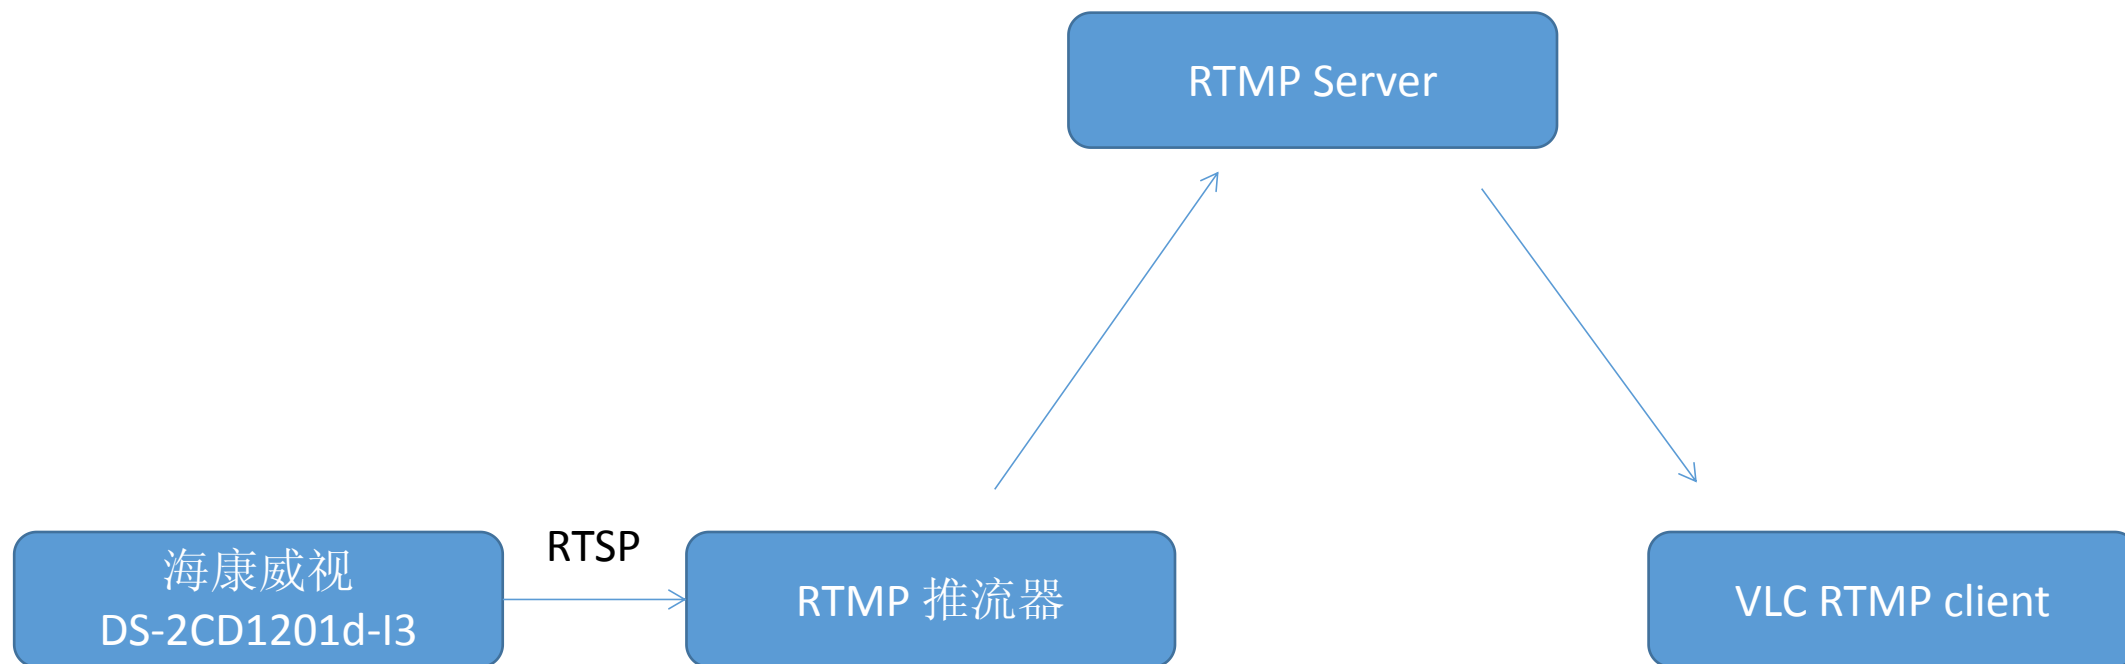 RTMP Server
RTSP
海康威视
DS-2CD1201d-I3
RTMP 推流器
VLC RTMP client